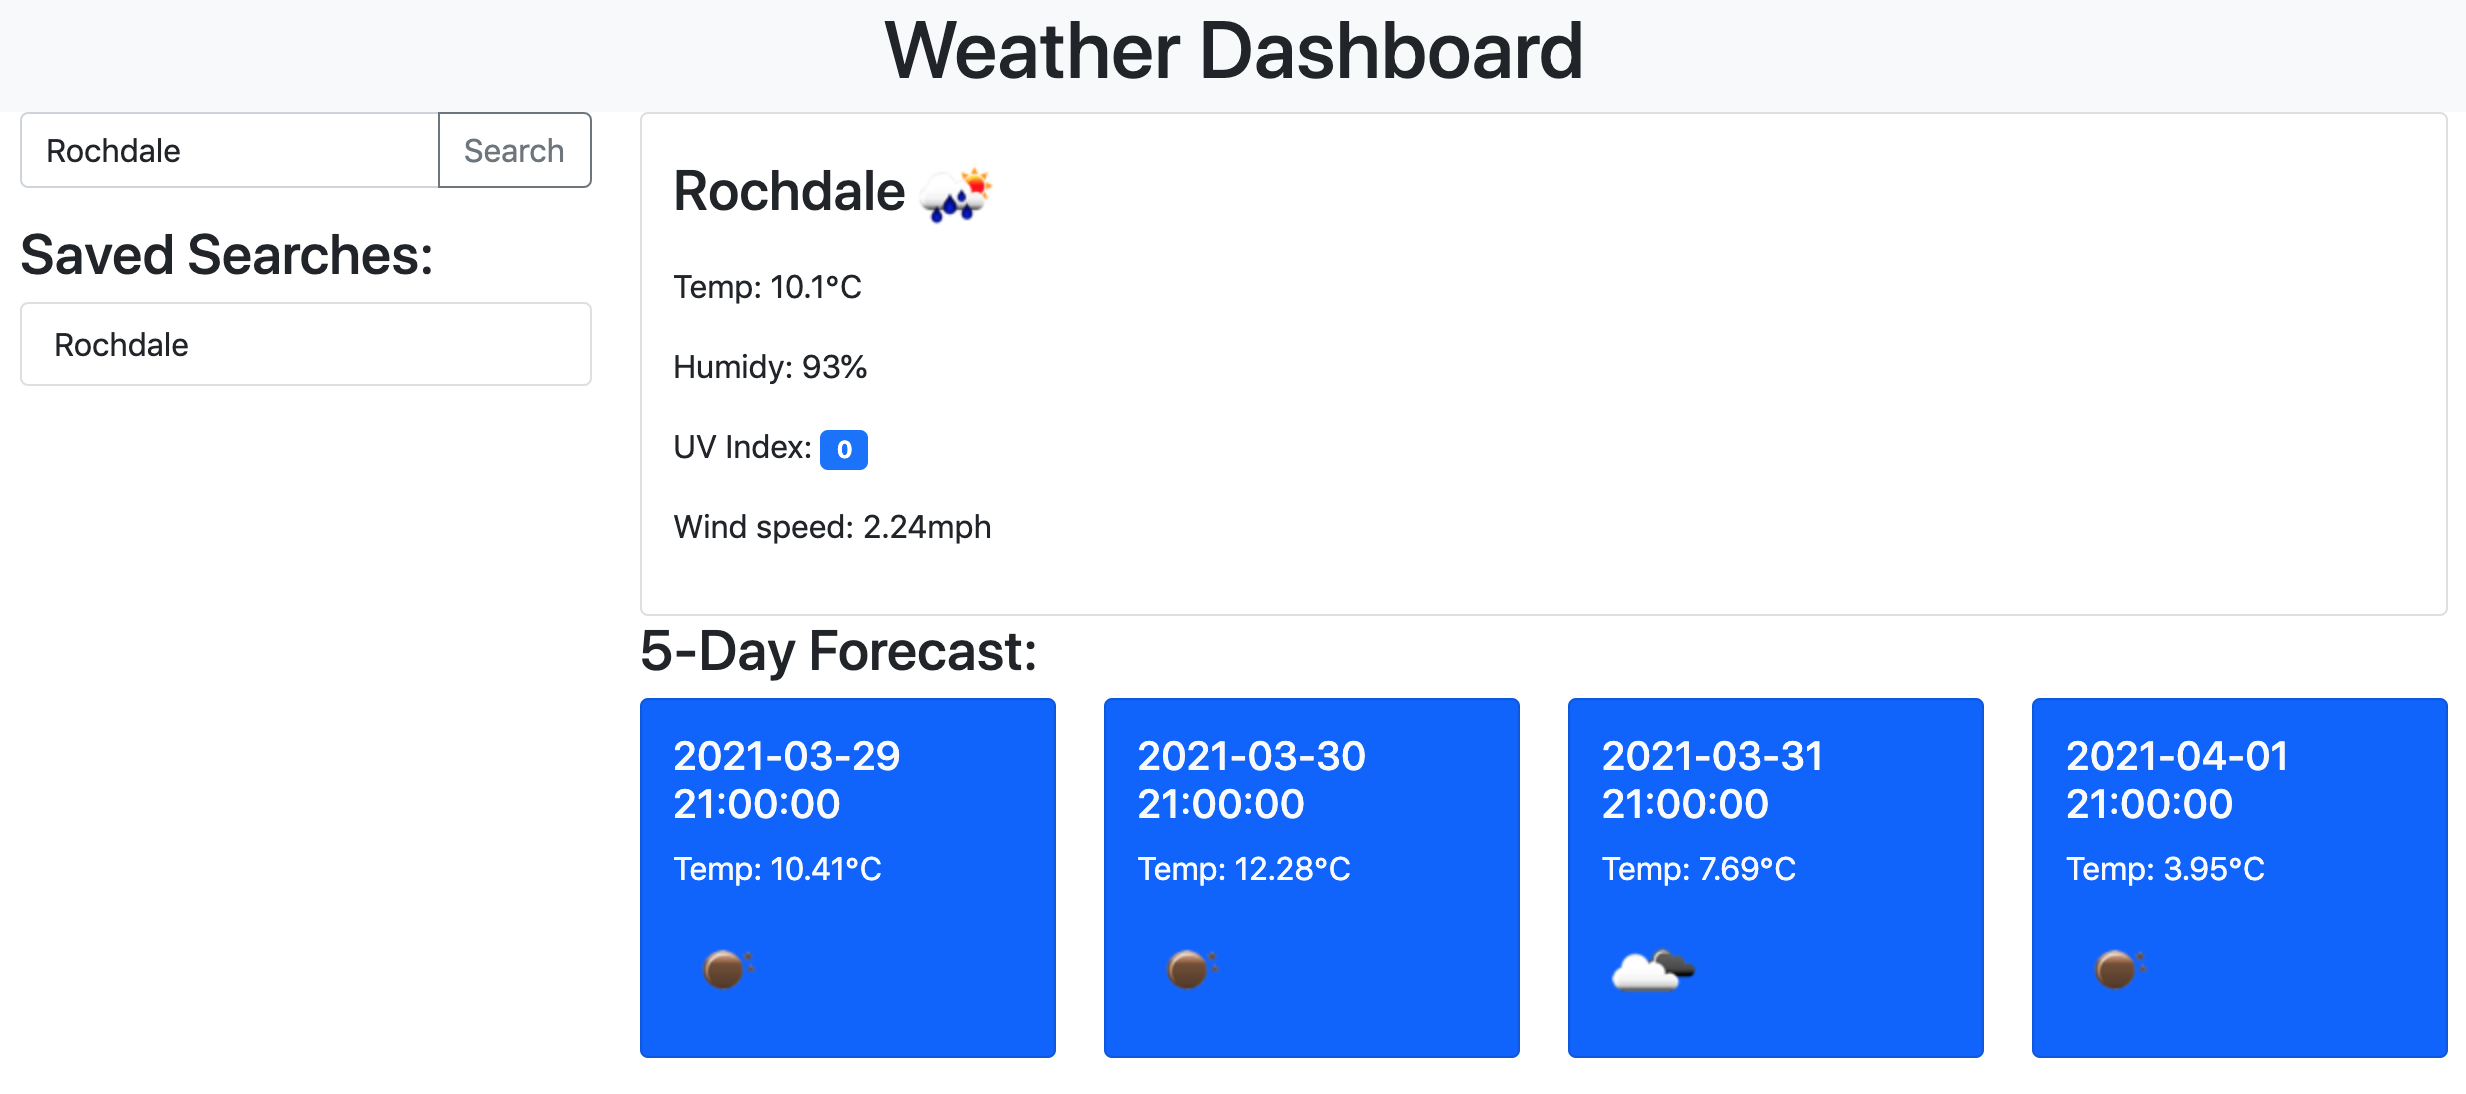 Weather Dashboard
Rochdale
Search
Saved Searches:
Rochdale
Rochdale
Temp: 10.1°C
Humidy: 93%
UV Index: 0
Wind speed: 2.24mph
5-Day Forecast:
2021-03-29
21:00:00
Temp: 10.41°C
2021-03-30
21:00:00
Temp: 12.28°C
2021-03-31
21:00:00
Temp: 7.69°C
2021-04-01
21:00:00
Temp: 3.95°C